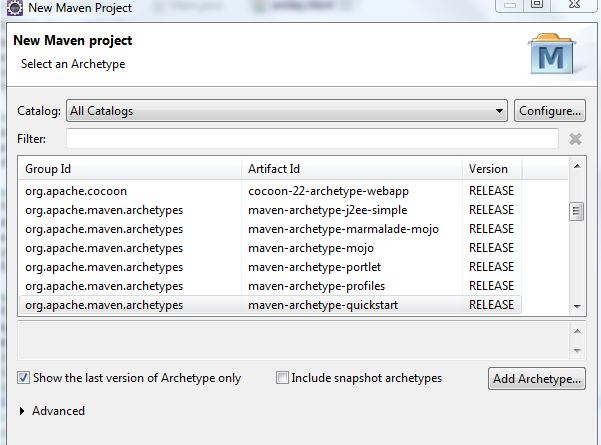 New Maven Project
New Maven project
Select an Archetype
M
Catalog: All Catalogs Configure...
Filter:
Group Id Artifact Id Version
org.apache.cocoon cocoon-22-archetype-webapp RELEASE
org.apache.maven.archetypes maven-archetype-j2ee-simple RELEASE
org.apache.maven.archetypes maven-archetype-marmalade-mojo RELEASE
org.apache.maven.archetypes maven-archetype-mojo RELEASE
org.apache.maven.archetypes maven-archetype-portlet RELEASE
org.apache.maven.archetypes maven-archetype-profiles RELEASE
org.apache.maven.archetypes maven-archetype-quickstart RELEASE
Show the last version of Archetype only Include snapshot archetypes Add Archetype...
Advanced